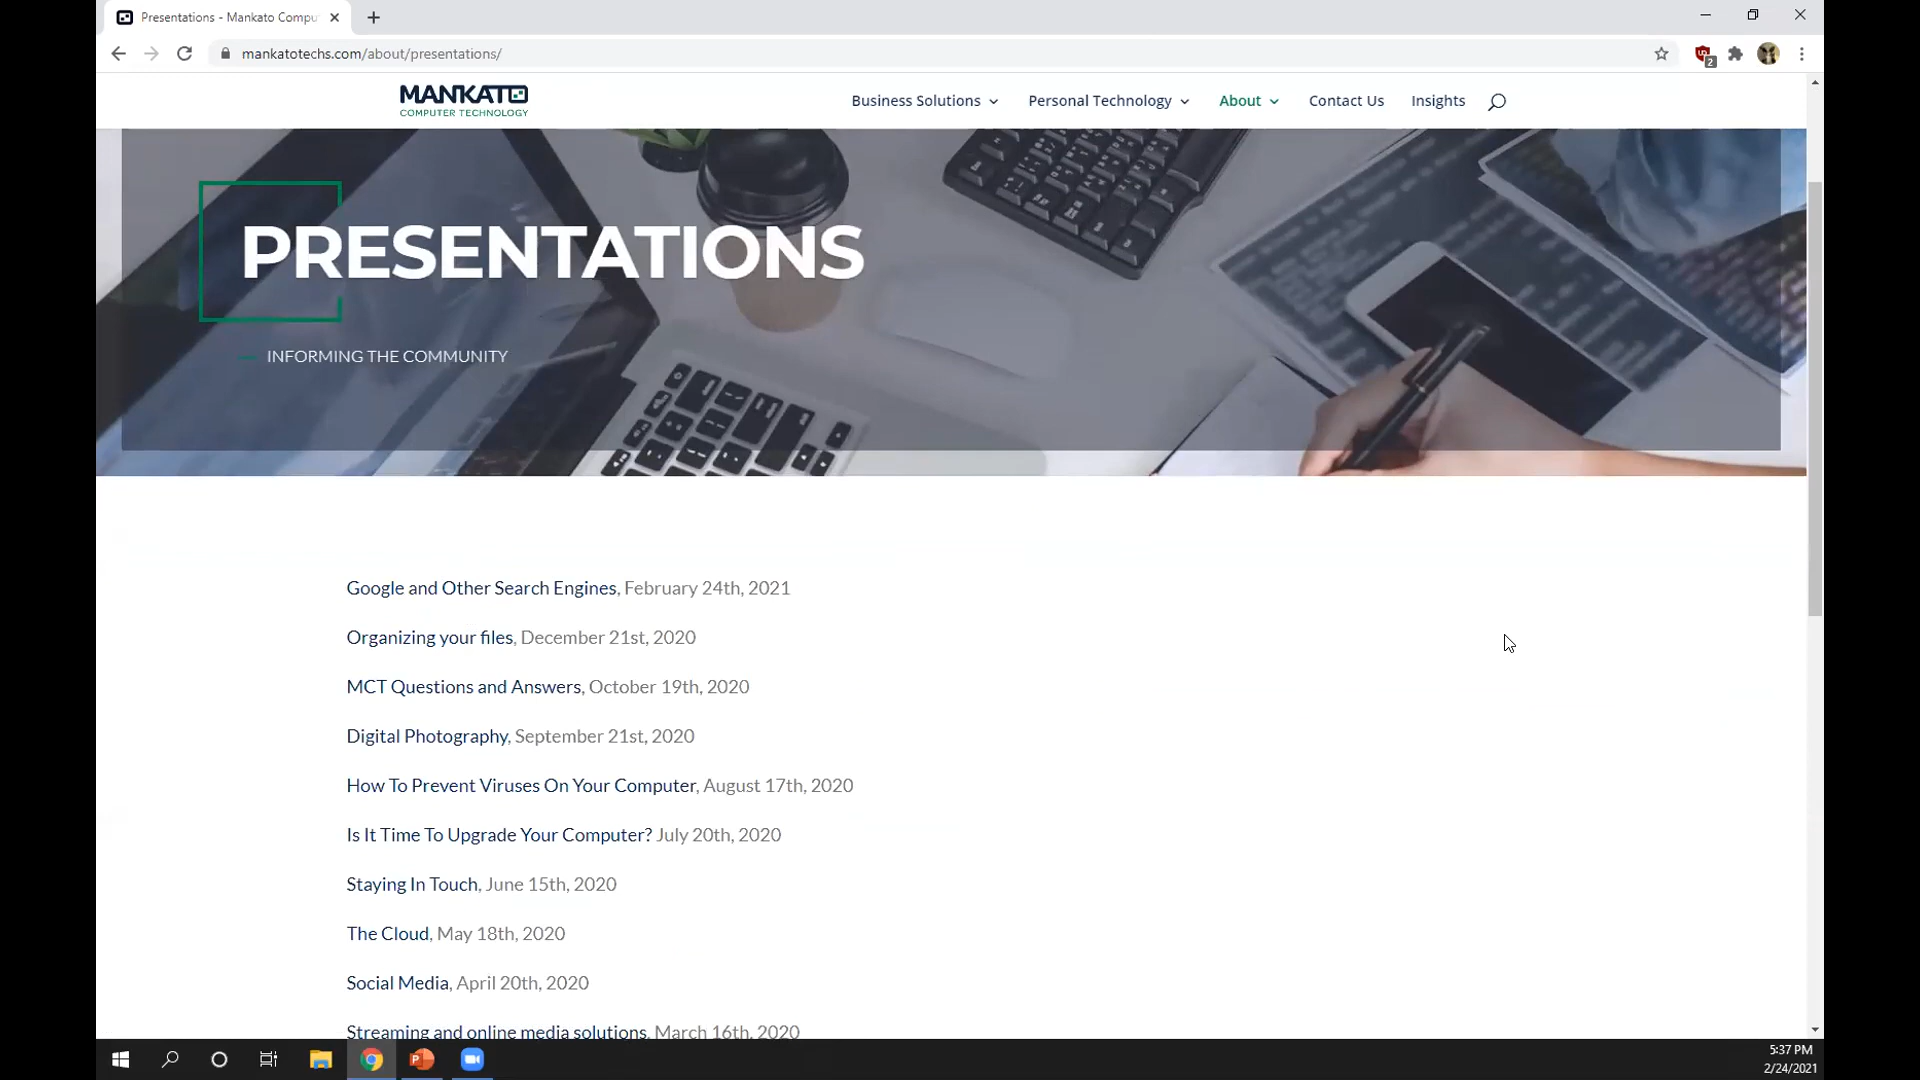 Presentations - Mankato Compu
mankatotechs.com/about/presentations/
2
MANKATO
COMPUTER TECHNOLOGY
Business Solutions
Personal Technology
About
Contact Us
Insights
PRESENTATIONS
INFORMING THE COMMUNITY
Google and Other Search Engines, February 24th, 2021
Organizing your files, December 21st, 2020
MCT Questions and Answers, October 19th, 2020
Digital Photography, September 21st, 2020
How To Prevent Viruses On Your Computer, August 17th, 2020
Is It Time To Upgrade Your Computer? July 20th, 2020
Staying In Touch, June 15th, 2020
The Cloud, May 18th, 2020
Social Media, April 20th, 2020
Streaming and online media solutions, March 16th, 2020
5:37 PM
2/24/2021